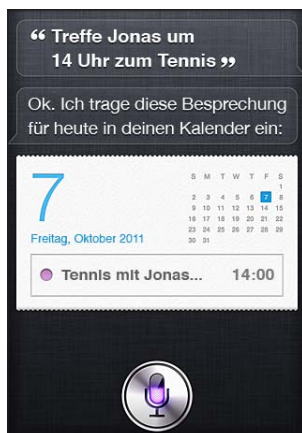 “ Treffe Jonas um
14 Uhr zum Tennis ”
Ok. Ich trage diese Besprechung
für heute in deinen Kalender ein:
7
Freitag, Oktober 2011
S M T W T F S
1
2 3 4 5 6 7 8
9 10 11 12 13 14 15
16 17 18 19 20 21 22
23 24 25 26 27 28 29
30 31
Tennis mit Jonas... 14:00